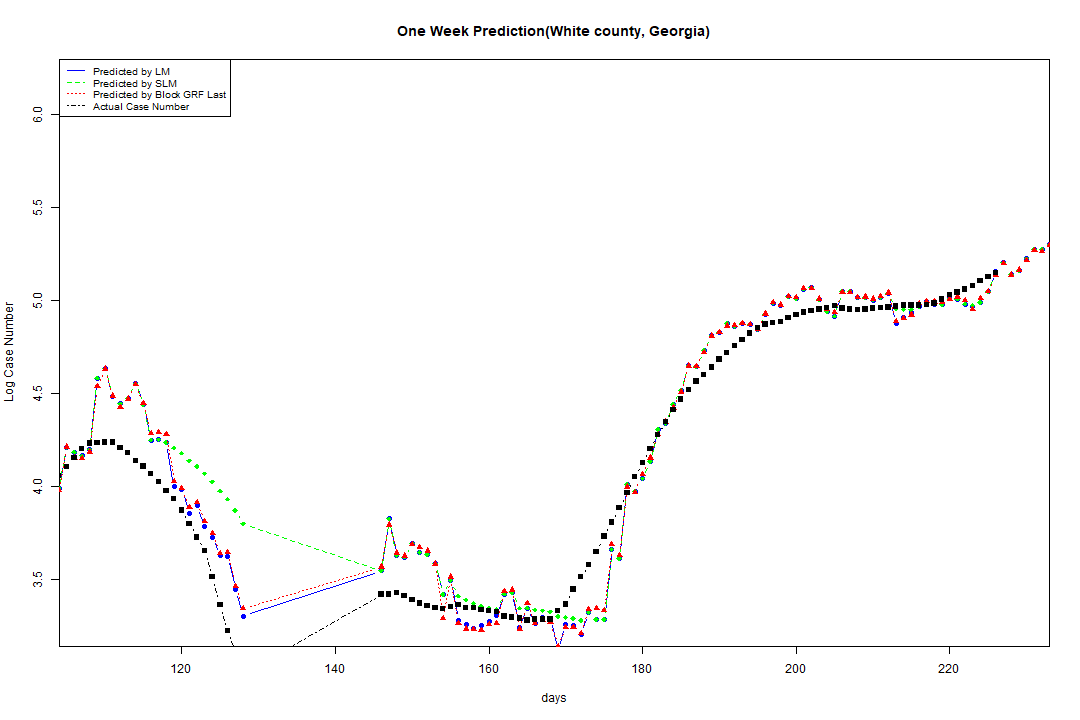 One Week Prediction(White county, Georgia)
Predicted by LM
Predicted by SLM
Predicted by Block GRF Last
Actual Case Number
6.0
5.5
5.0
4.5
4.0
3.5
Log Case Number
120 140 160 180 200 220
days